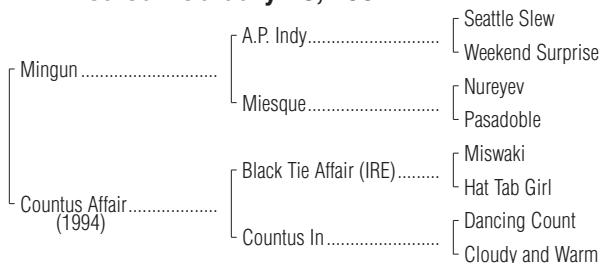 Seattle Slew
A.P. Indy
Weekend Surprise
Mingun
Nureyev
Miesque
Pasadoble
Miswaki
Black Tie Affair (IRE)
Hat Tab Girl
Countus Affair
(1994)
Dancing Count
Countus In
Cloudy and Warm